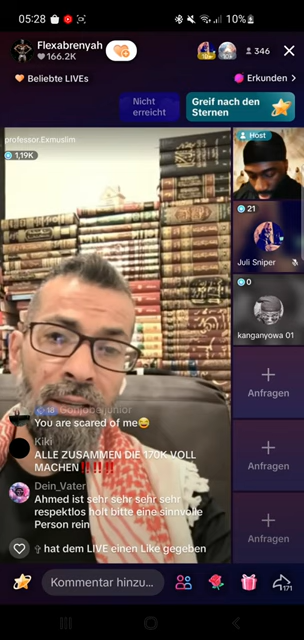 05:28
10%
Flexabrenyah
166.2K
346
Beliebte LIVEs
Erkunden >
Nicht
erreicht
Greif nach den
Sternen
professor.Exmuslim
1,19K
Host
21
Juli Sniper
0
kanganyowa 01
Anfragen
Anfragen
Anfragen
18
You are scared of me😂
Kiki
ALLE ZUSAMMEN DIE 170K VOLL
MACHEN‼️‼️‼️
Dein_Vater
Ahmed ist sehr sehr sehr sehr
respektlos holt bitte eine sinnvolle
Person rein
✞ hat dem LIVE einen Like gegeben
Kommentar hinzu...
171